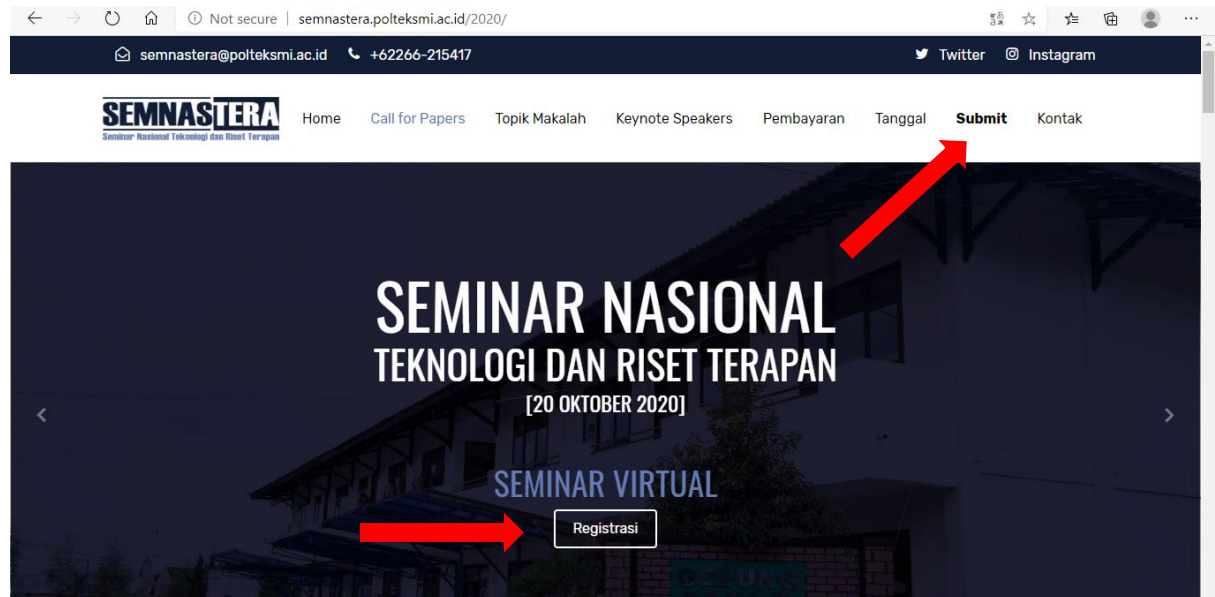 Not secure | semnastera.polteksmi.ac.id/2020/
semnastera@polteksmi.ac.id +62266-215417 Twitter Instagram
SEMNASTERA
Seminar Nasional Teknologi dan Riset Terapan
Home Call for Papers Topik Makalah Keynote Speakers Pembayaran Tanggal Submit Kontak
SEMINAR NASIONAL
TEKNOLOGI DAN RISET TERAPAN
[20 OKTOBER 2020]
SEMINAR VIRTUAL
Registrasi
GEDUNG